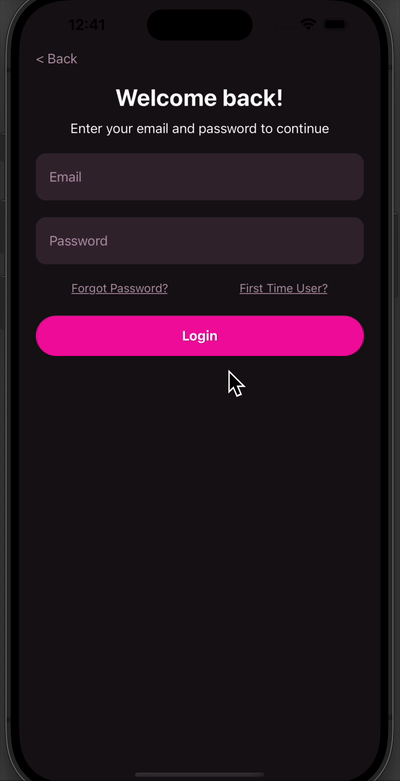 12:41
< Back
Welcome back!
Enter your email and password to continue
Email
Password
Forgot Password? First Time User?
Login